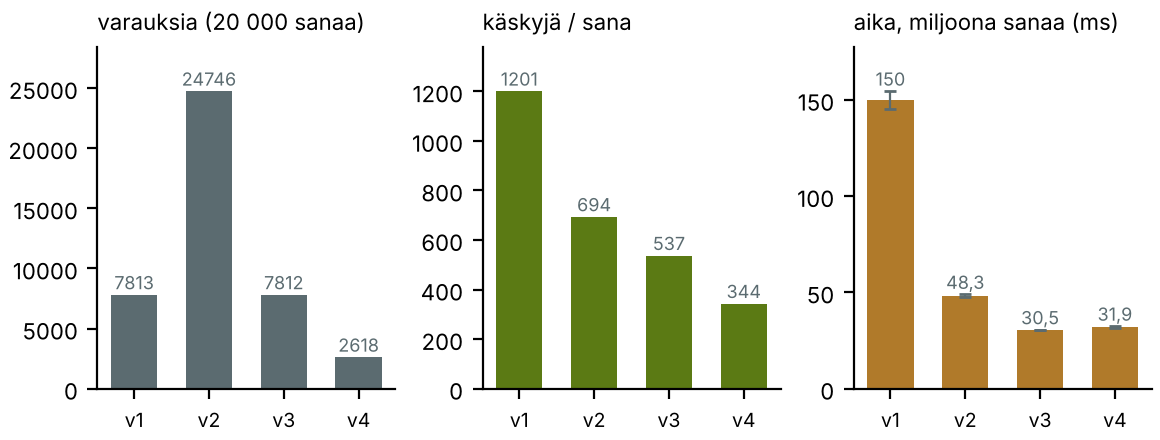 varauksia (20 000 sanaa)
25000
20000
15000
10000
5000
0
7813
24746
7812
2618
v1
v2
v3
v4
käskyjä / sana
1200
1000
800
600
400
200
0
1201
694
537
344
v1
v2
v3
v4
aika, miljoona sanaa (ms)
150
100
50
0
150
48,3
30,5
31,9
v1
v2
v3
v4